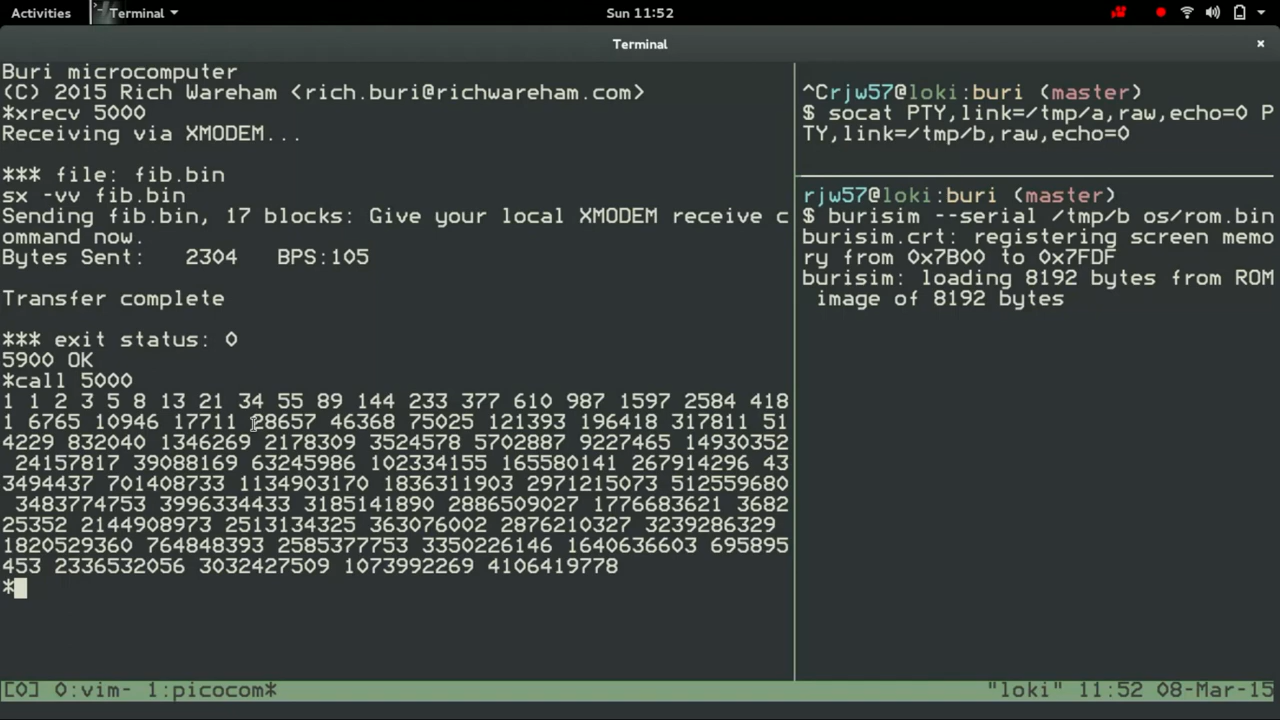 Activities
Terminal
Sun 11:52
Terminal
Buri microcomputer
(C) 2015 Rich Wareham <rich.buri@richwareham.com>
*xrecv 5000
Receiving via XMODEM...
*** file: fib.bin
sx -vv fib.bin
Sending fib.bin, 17 blocks: Give your local XMODEM receive c
ommand now.
Bytes Sent:   2304   BPS:105
Transfer complete
*** exit status: 0
5900 OK
*call 5000
1 1 2 3 5 8 13 21 34 55 89 144 233 377 610 987 1597 2584 418
1 6765 10946 17711 28657 46368 75025 121393 196418 317811 51
4229 832040 1346269 2178309 3524578 5702887 9227465 14930352
24157817 39088169 63245986 102334155 165580141 267914296 43
3494437 701408733 1134903170 1836311903 2971215073 512559680
3483774753 3996334433 3185141890 2886509027 1776683621 3682
25352 2144908973 2513134325 363076002 2876210327 3239286329
1820529360 764848393 2585377753 3350226146 1640636603 695895
453 2336532056 3032427509 1073992269 4106419778
*
^Crjw57@loki:buri (master)
$ socat PTY,link=/tmp/a,raw,echo=0 P
TY,link=/tmp/b,raw,echo=0
rjw57@loki:buri (master)
$ burisim --serial /tmp/b os/rom.bin
burisim.crt: registering screen memo
ry from 0x7B00 to 0x7FDF
burisim: loading 8192 bytes from ROM
image of 8192 bytes
[0] 0:vim- 1:picocom*
"loki" 11:52 08-Mar-15